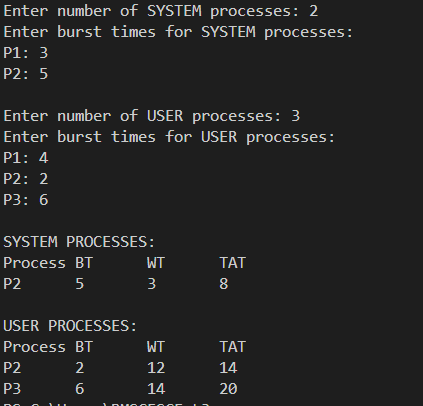 Enter number of SYSTEM processes: 2
Enter burst times for SYSTEM processes:
P1: 3
P2: 5

Enter number of USER processes: 3
Enter burst times for USER processes:
P1: 4
P2: 2
P3: 6

SYSTEM PROCESSES:
Process BT WT TAT
P2 5 3 8

USER PROCESSES:
Process BT WT TAT
P2 2 12 14
P3 6 14 20